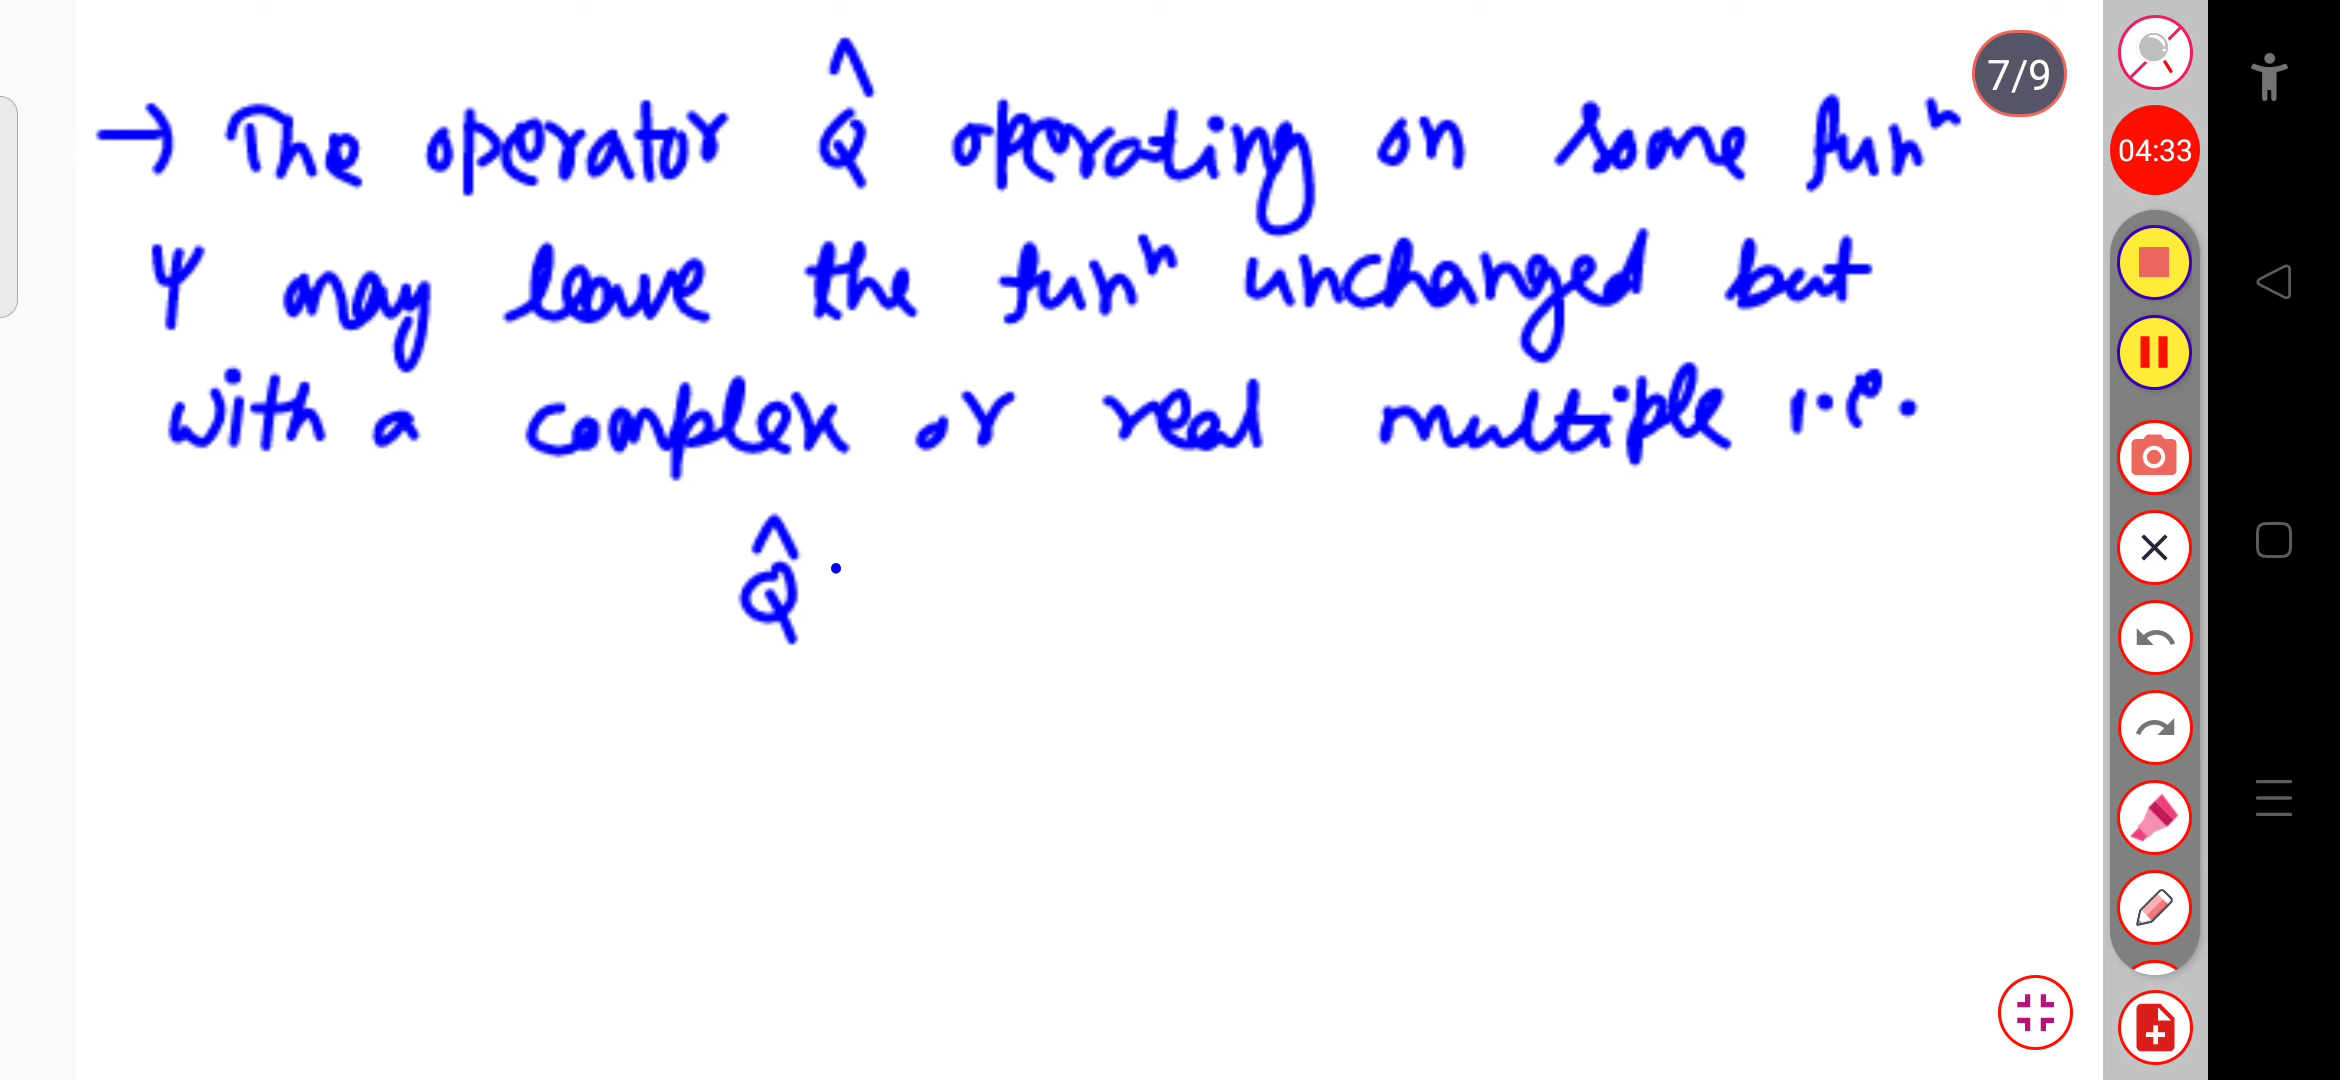 → The operator Q̂ operating on some funⁿ
ψ may leave the funⁿ unchanged but
with a complex or real multiple i.e.
Q̂
7/9
04:33